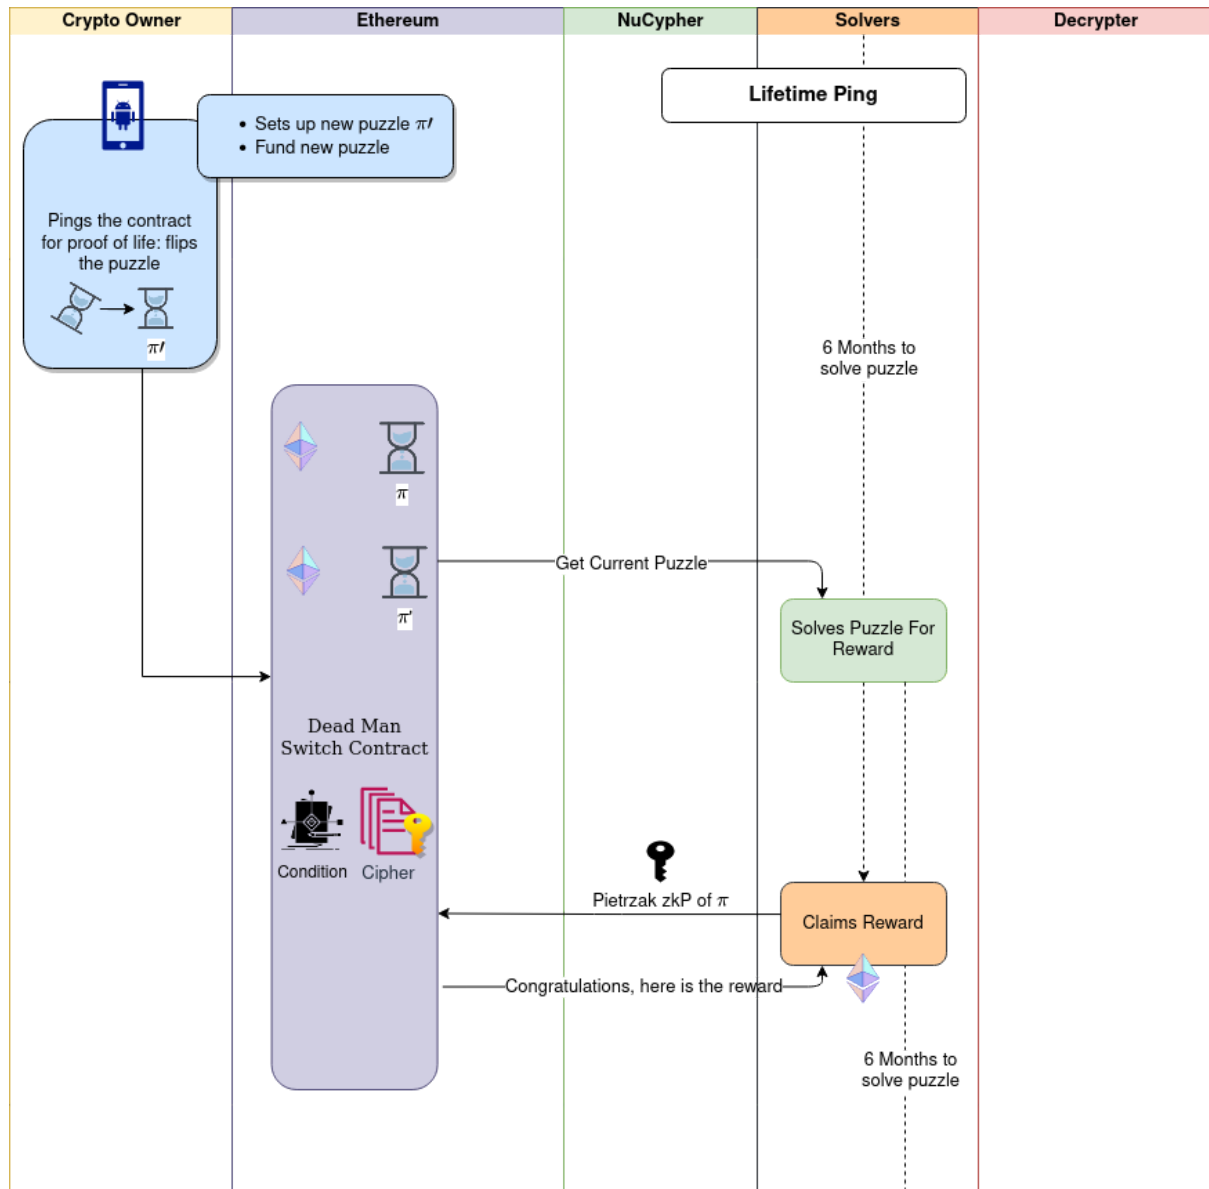 Crypto Owner
Ethereum
NuCypher
Solvers
Decrypter
Lifetime Ping
Sets up new puzzle π′
Fund new puzzle
Pings the contract
for proof of life: flips
the puzzle
π′
6 Months to
solve puzzle
π
Get Current Puzzle
π′
Solves Puzzle For
Reward
Dead Man
Switch Contract
Condition
Cipher
Pietrzak zkP of π
Claims Reward
Congratulations, here is the reward
6 Months to
solve puzzle